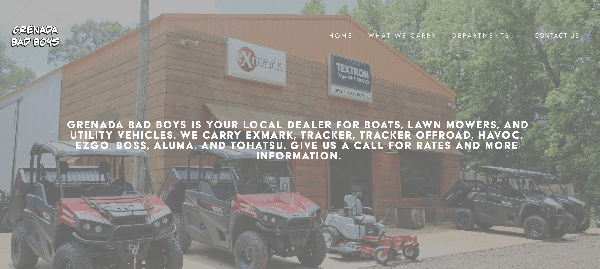 GRENADA
BAD BOYS
HOME
WHAT WE CARRY
DEPARTMENTS
CONTACT US
EXMARK
TEXTRON
GRENADA BAD BOYS IS YOUR LOCAL DEALER FOR BOATS, LAWN MOWERS, AND
UTILITY VEHICLES. WE CARRY EXMARK, TRACKER, TRACKER OFFROAD, HAVOC,
EZGO, BOSS, ALUMA, AND TOHATSU. GIVE US A CALL FOR RATES AND MORE
INFORMATION.